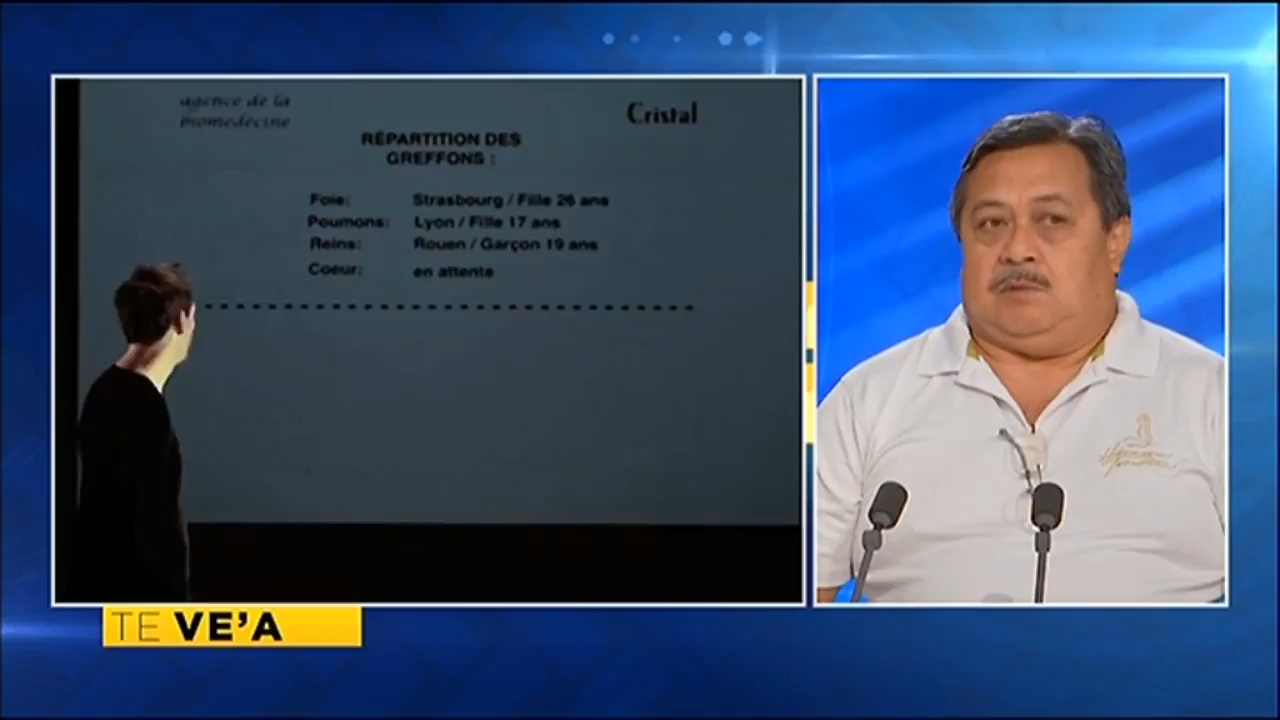 agence de la
biomedecine
Cristal
RÉPARTITION DES
GREFFONS :
Foie: Strasbourg / Fille 26 ans
Poumons: Lyon / Fille 17 ans
Reins: Rouen / Garçon 19 ans
Coeur: en attente
TE VE'A